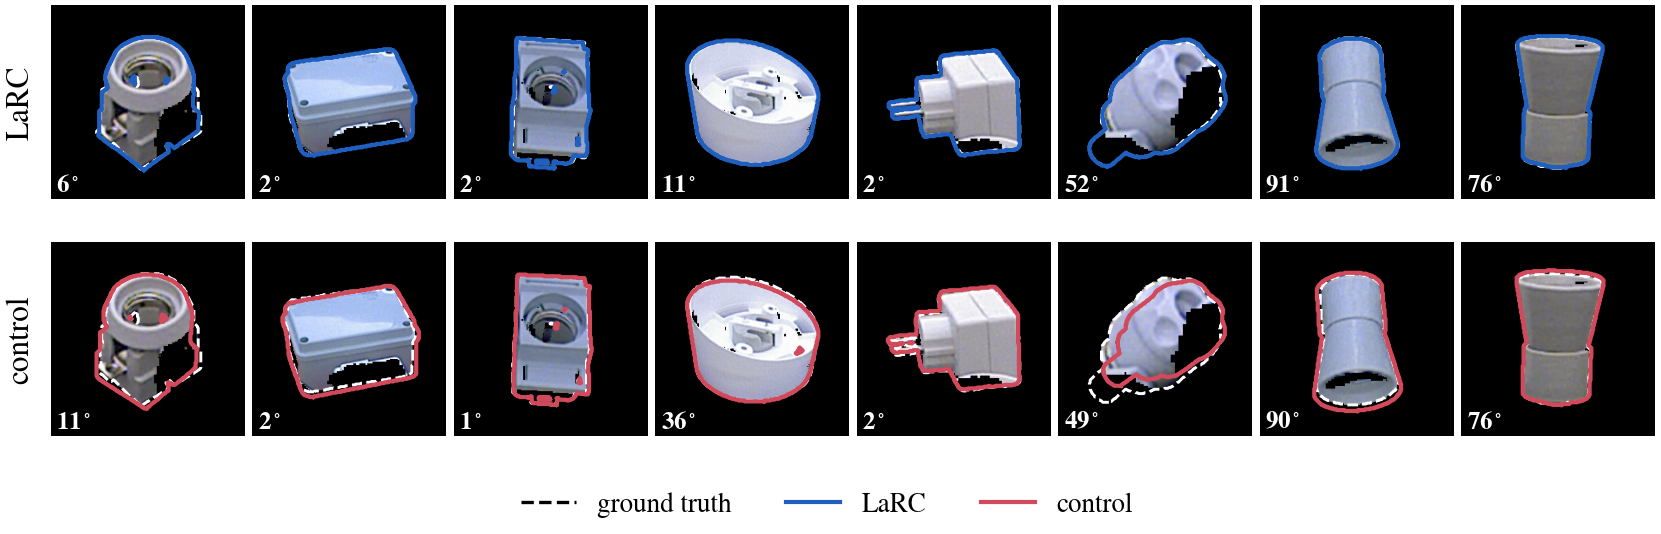 LaRC
6° 2° 2° 11° 2° 52° 91° 76°
control
11° 2° 1° 36° 2° 49° 90° 76°
ground truth LaRC control